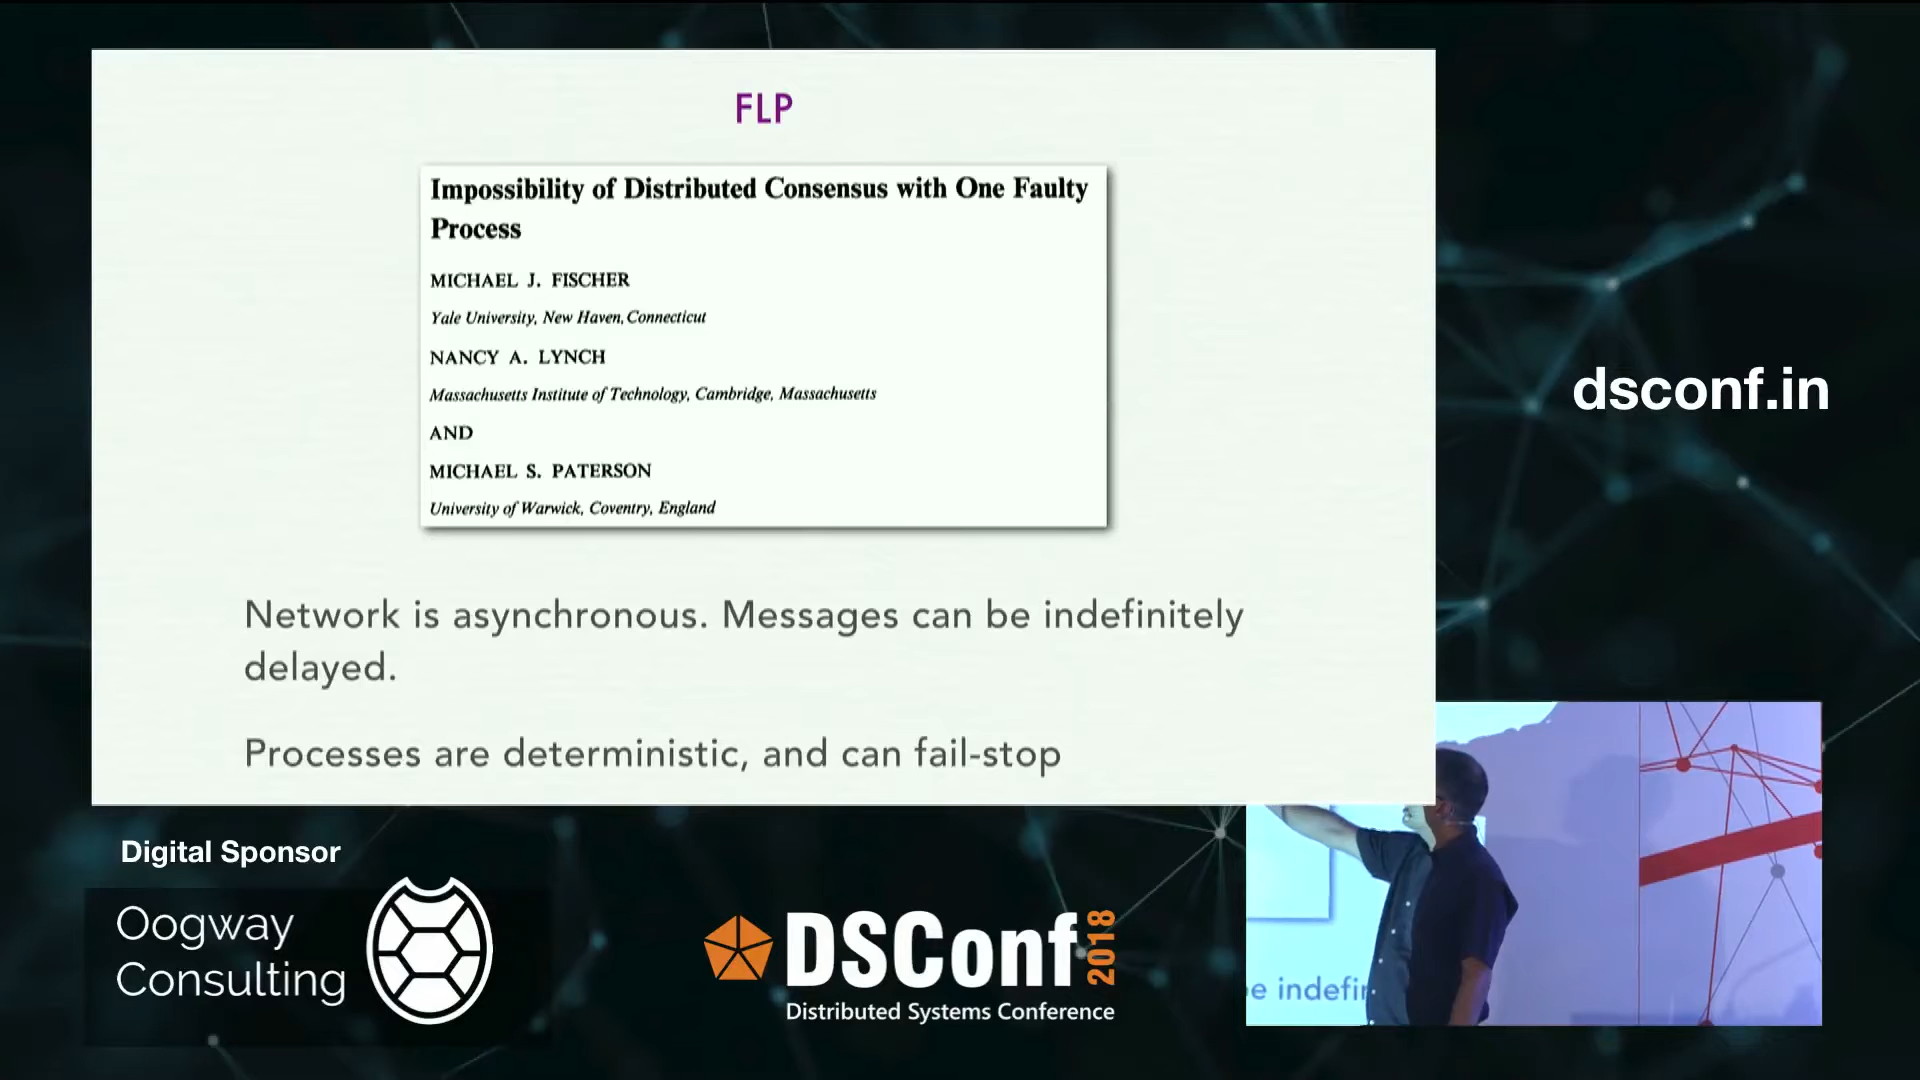 FLP
Impossibility of Distributed Consensus with One Faulty
Process
MICHAEL J. FISCHER
Yale University, New Haven, Connecticut
NANCY A. LYNCH
Massachusetts Institute of Technology, Cambridge, Massachusetts
AND
MICHAEL S. PATERSON
University of Warwick, Coventry, England
Network is asynchronous. Messages can be indefinitely
delayed.
Processes are deterministic, and can fail-stop
dsconf.in
Digital Sponsor
Oogway
Consulting
DSConf 2018
Distributed Systems Conference
e indefin